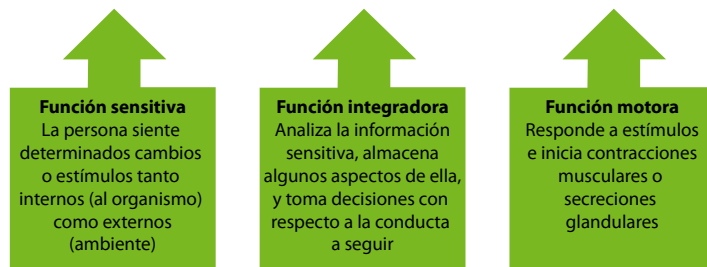 Función sensitiva
La persona siente
determinados cambios
o estímulos tanto
internos (al organismo)
como externos
(ambiente)
Función integradora
Analiza la información
sensitiva, almacena
algunos aspectos de ella,
y toma decisiones con
respecto a la conducta
a seguir
Función motora
Responde a estímulos
e inicia contracciones
musculares o
secreciones
glandulares